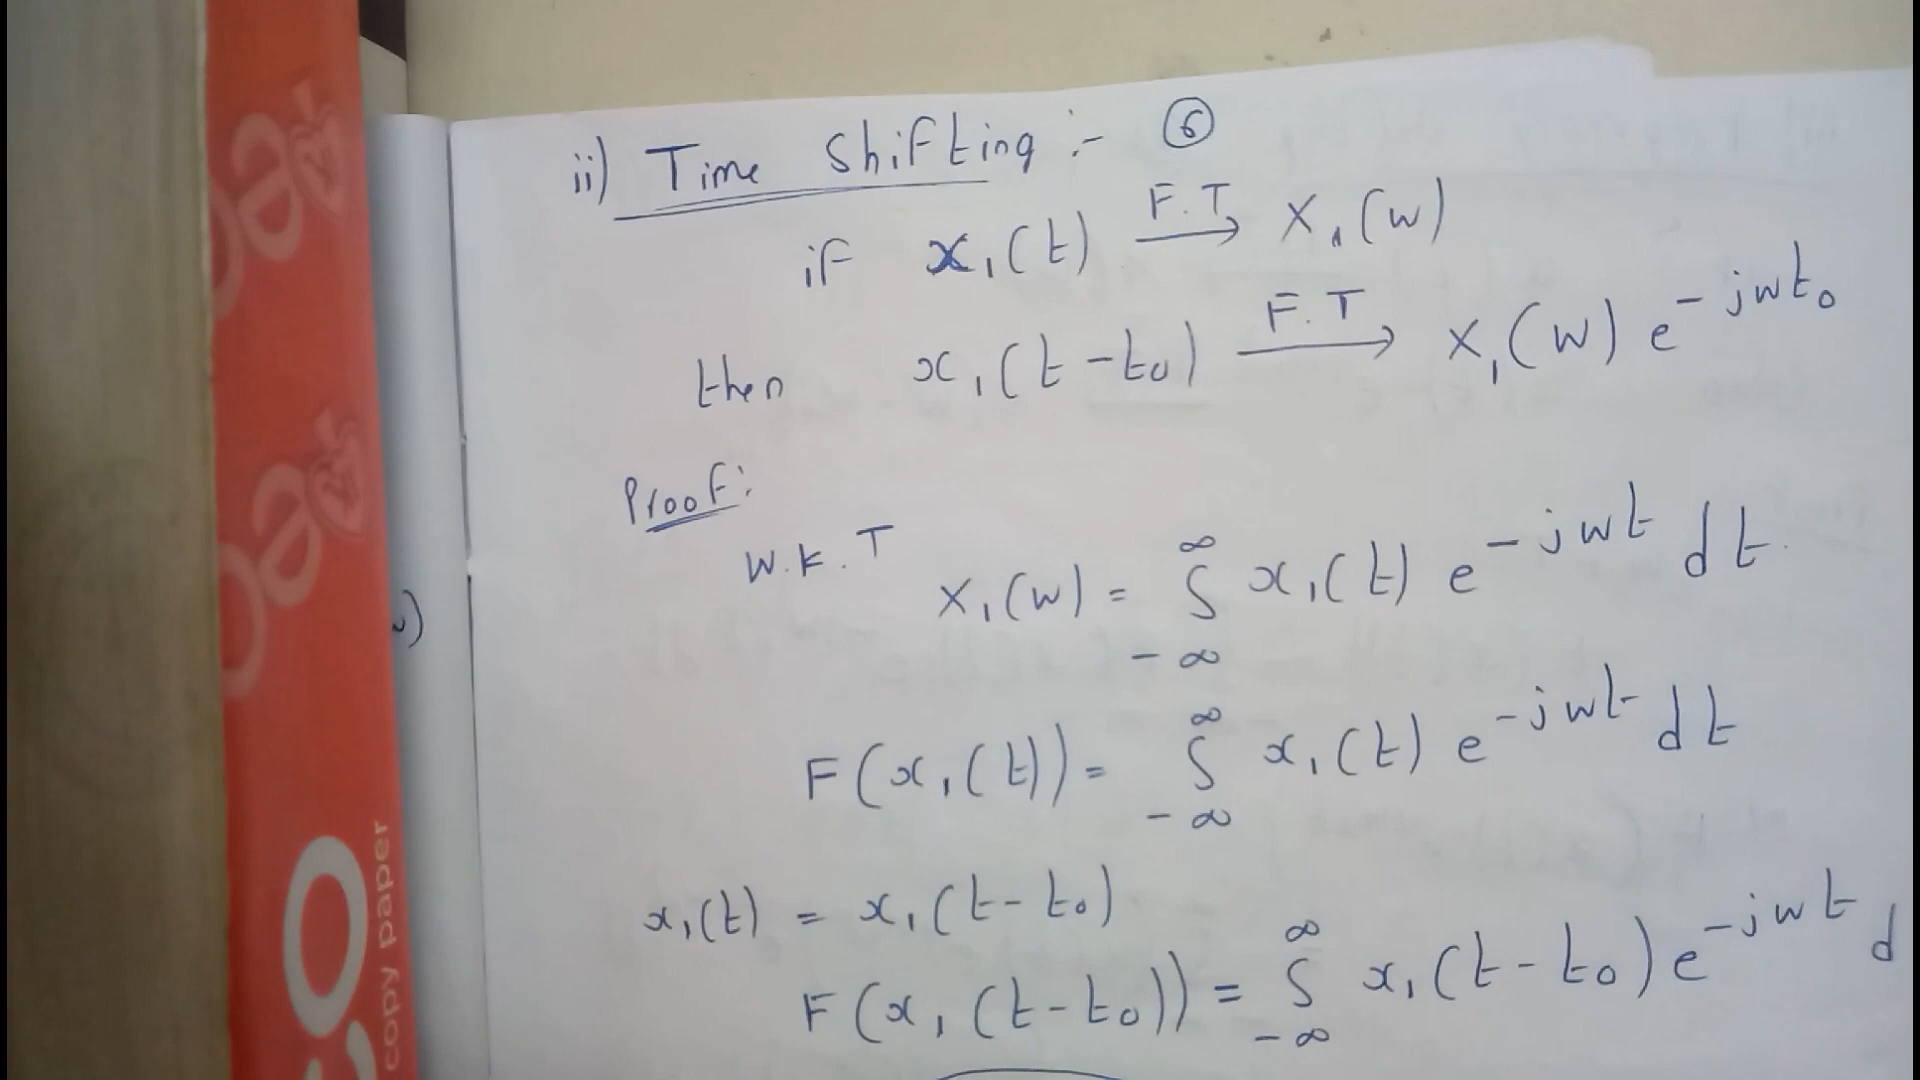 ii) Time Shifting :- ⑥
if x₁(t) F.T→ X₁(w)
then x₁(t-t₀) F.T→ X₁(w) e^-jwt₀
Proof:
W.K.T X₁(w) = ∫_-∞^∞ x₁(t) e^-jwt dt
F(x₁(t)) = ∫_-∞^∞ x₁(t) e^-jwt dt
x₁(t) = x₁(t-t₀)
F(x₁(t-t₀)) = ∫_-∞^∞ x₁(t-t₀) e^-jwt d
copy paper